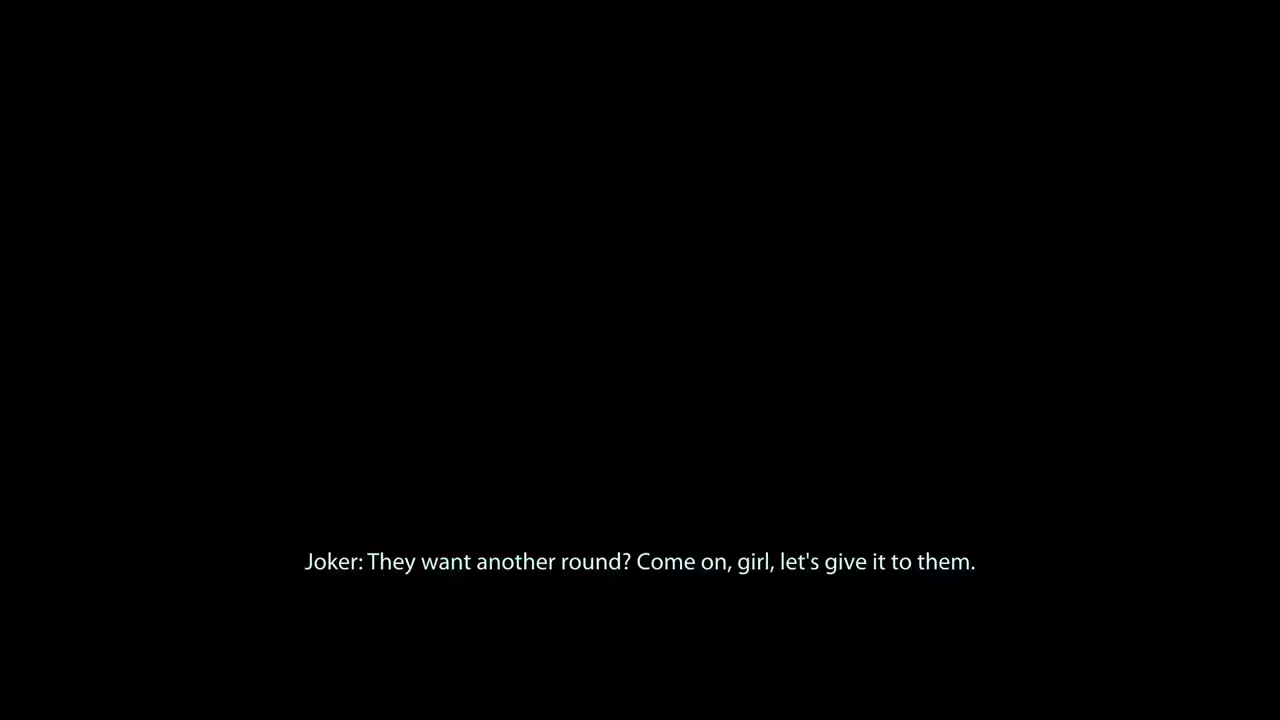 Joker: They want another round? Come on, girl, let's give it to them.